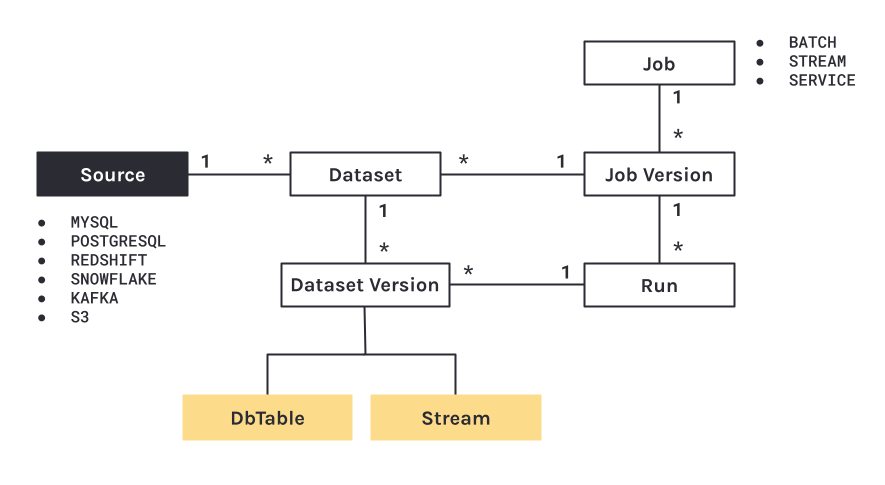 Job
● BATCH
● STREAM
● SERVICE
1
*
Source
1 *
Dataset
* 1
Job Version
● MYSQL
● POSTGRESQL
● REDSHIFT
● SNOWFLAKE
● KAFKA
● S3
1
*
1
*
Dataset Version
* 1
Run
DbTable
Stream